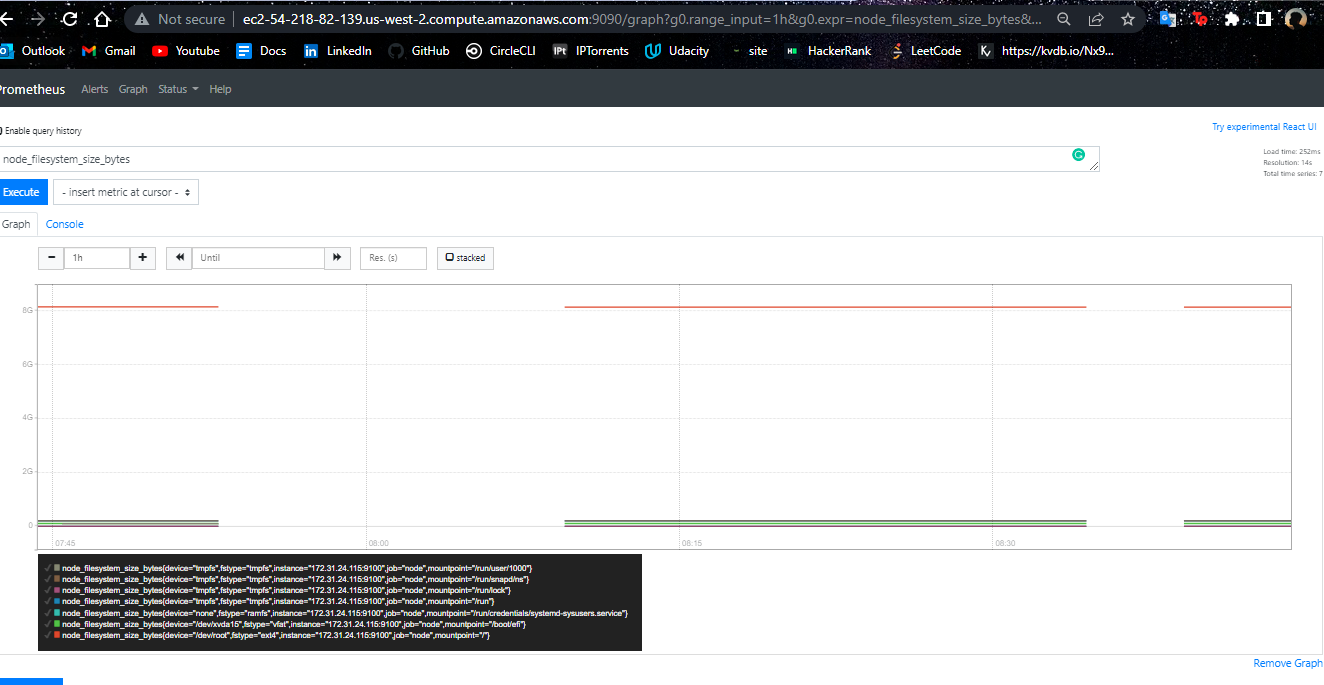 Not secure | ec2-54-218-82-139.us-west-2.compute.amazonaws.com:9090/graph?g0.range_input=1h&g0.expr=node_filesystem_size_bytes&...
Outlook Gmail Youtube Docs LinkedIn GitHub CircleCLI IPt IPTorrents Udacity site HackerRank LeetCode https://kvdb.io/Nx9...
Prometheus Alerts Graph Status Help
Enable query history
Try experimental React UI
node_filesystem_size_bytes
Load time: 252ms
Resolution: 14s
Total time series: 7
Execute - insert metric at cursor -
Graph Console
1h Until Res. (s) stacked
8G
6G
4G
2G
0
07:45 08:00 08:15 08:30
node_filesystem_size_bytes{device="tmpfs",fstype="tmpfs",instance="172.31.24.115:9100",job="node",mountpoint="/run/user/1000"}
node_filesystem_size_bytes{device="tmpfs",fstype="tmpfs",instance="172.31.24.115:9100",job="node",mountpoint="/run/snapd/ns"}
node_filesystem_size_bytes{device="tmpfs",fstype="tmpfs",instance="172.31.24.115:9100",job="node",mountpoint="/run/lock"}
node_filesystem_size_bytes{device="tmpfs",fstype="tmpfs",instance="172.31.24.115:9100",job="node",mountpoint="/run"}
node_filesystem_size_bytes{device="none",fstype="ramfs",instance="172.31.24.115:9100",job="node",mountpoint="/run/credentials/systemd-sysusers.service"}
node_filesystem_size_bytes{device="/dev/xvda15",fstype="vfat",instance="172.31.24.115:9100",job="node",mountpoint="/boot/efi"}
node_filesystem_size_bytes{device="/dev/root",fstype="ext4",instance="172.31.24.115:9100",job="node",mountpoint="/"}
Remove Graph